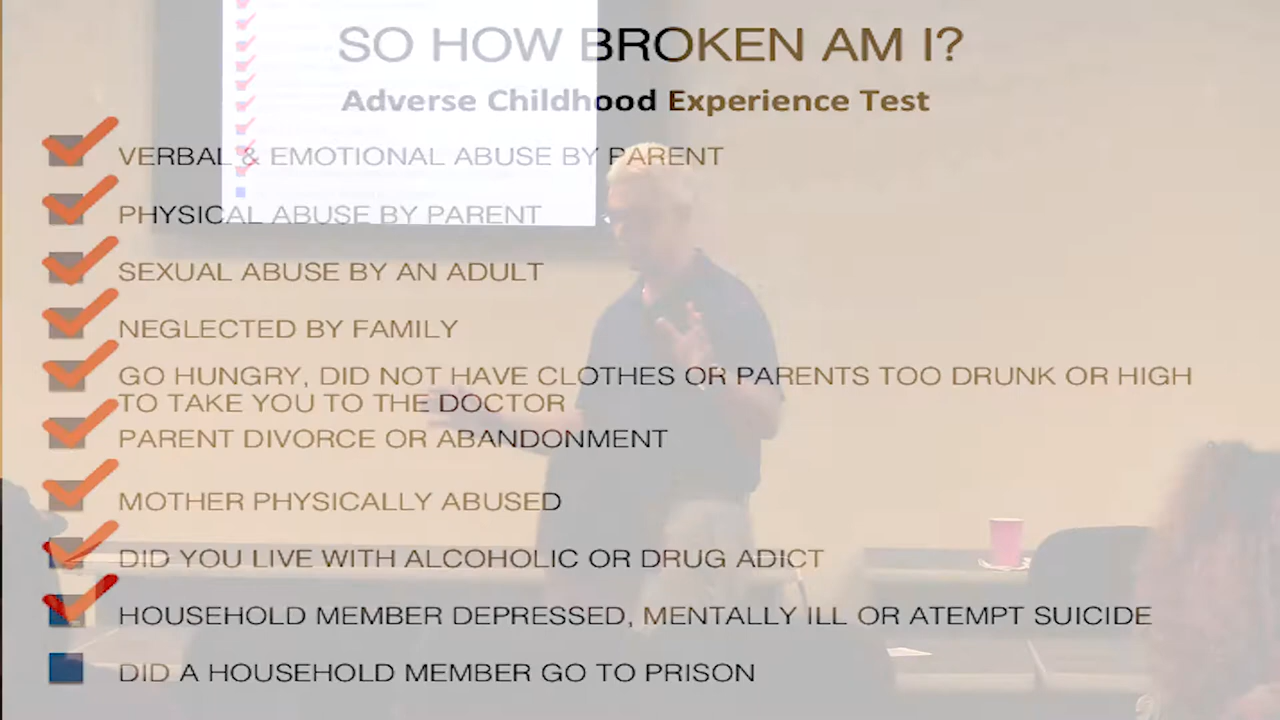 SO HOW BROKEN AM I?
Adverse Childhood Experience Test
VERBAL & EMOTIONAL ABUSE BY PARENT
PHYSICAL ABUSE BY PARENT
SEXUAL ABUSE BY AN ADULT
NEGLECTED BY FAMILY
GO HUNGRY, DID NOT HAVE CLOTHES OR PARENTS TOO DRUNK OR HIGH
TO TAKE YOU TO THE DOCTOR
PARENT DIVORCE OR ABANDONMENT
MOTHER PHYSICALLY ABUSED
DID YOU LIVE WITH ALCOHOLIC OR DRUG ADICT
HOUSEHOLD MEMBER DEPRESSED, MENTALLY ILL OR ATEMPT SUICIDE
DID A HOUSEHOLD MEMBER GO TO PRISON